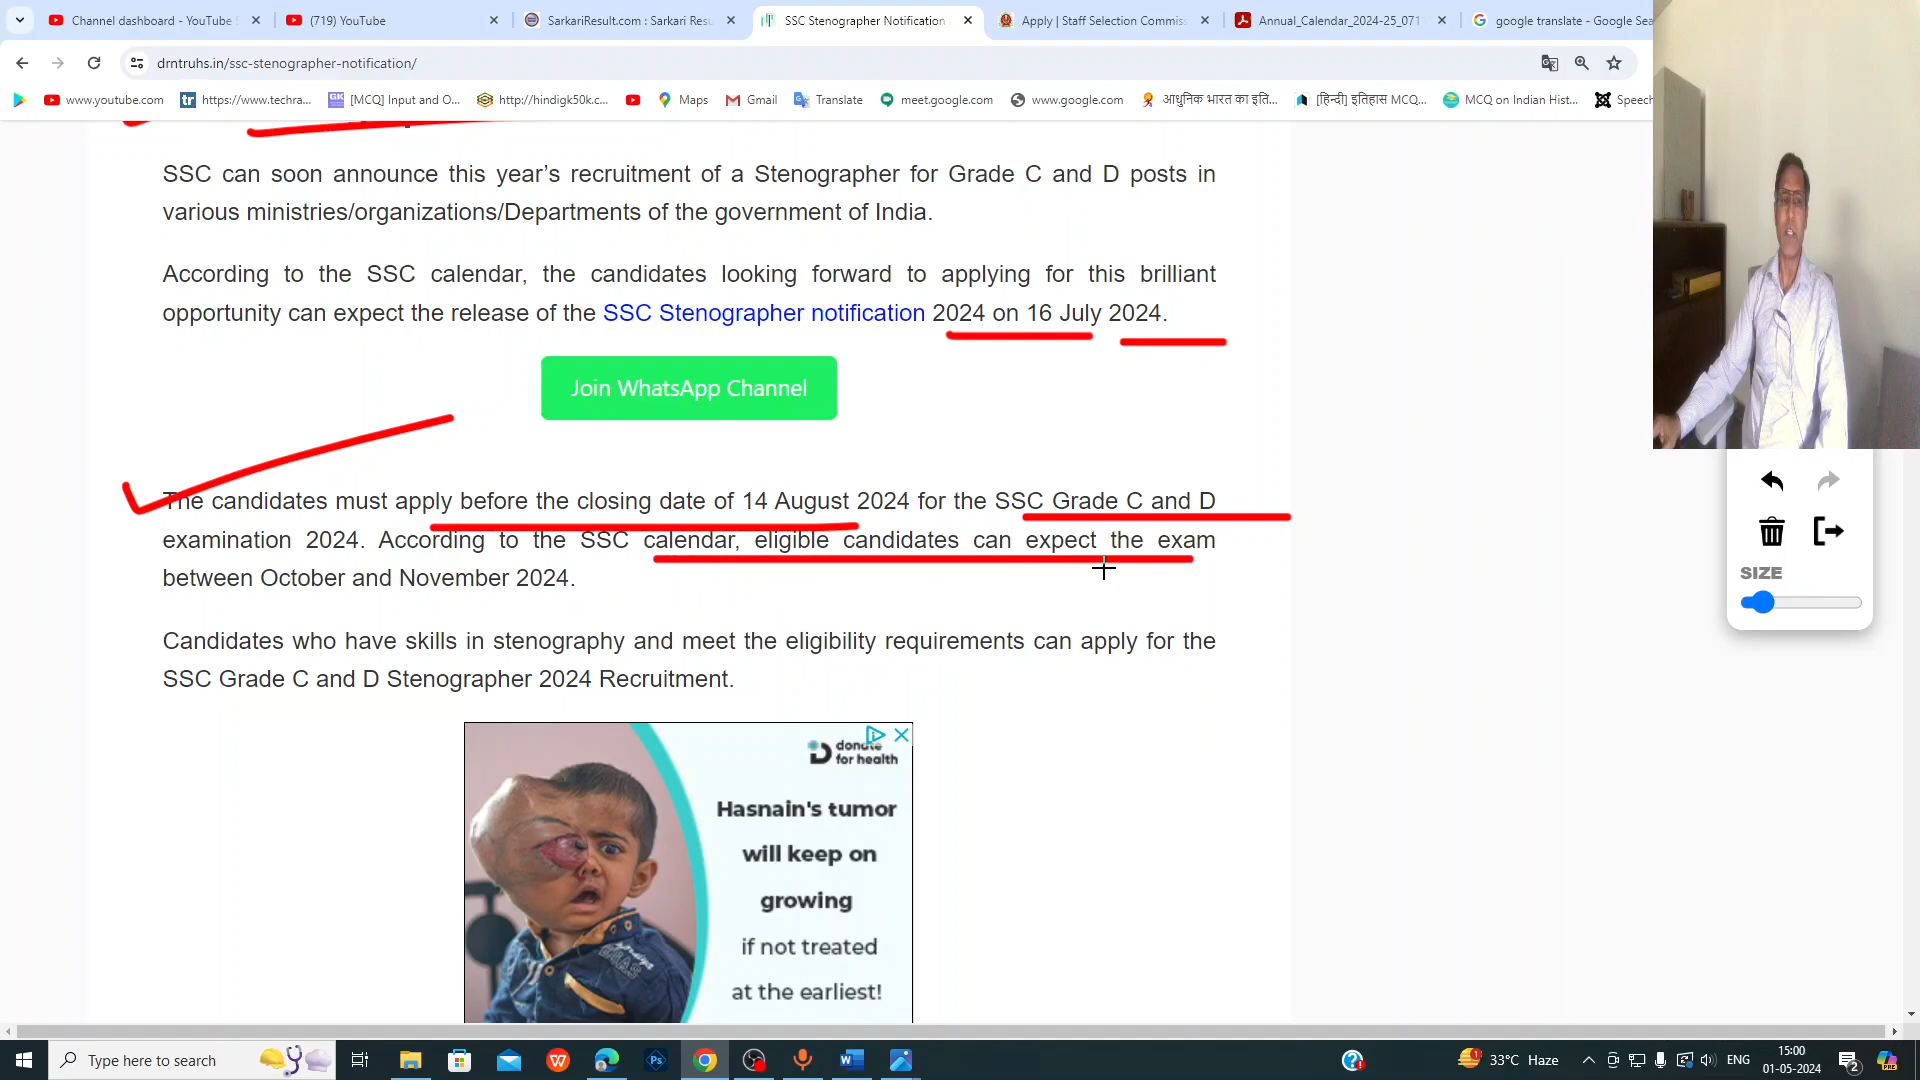 Channel dashboard - YouTube S
(719) YouTube
SarkariResult.com : Sarkari Resu
SSC Stenographer Notification
Apply | Staff Selection Commiss
Annual_Calendar_2024-25_071
google translate - Google Sea
drntruhs.in/ssc-stenographer-notification/
www.youtube.com
https://www.techra...
[MCQ] Input and O...
http://hindigk50k.c...
Maps
Gmail
Translate
meet.google.com
www.google.com
आधुनिक भारत का इति...
[हिन्दी] इतिहास MCQ...
MCQ on Indian Hist...
Speech
SSC can soon announce this year’s recruitment of a Stenographer for Grade C and D posts in
various ministries/organizations/Departments of the government of India.
According to the SSC calendar, the candidates looking forward to applying for this brilliant
opportunity can expect the release of the SSC Stenographer notification 2024 on 16 July 2024.
Join WhatsApp Channel
The candidates must apply before the closing date of 14 August 2024 for the SSC Grade C and D
examination 2024. According to the SSC calendar, eligible candidates can expect the exam
between October and November 2024.
Candidates who have skills in stenography and meet the eligibility requirements can apply for the
SSC Grade C and D Stenographer 2024 Recruitment.
donate
for health
Hasnain's tumor
will keep on
growing
if not treated
at the earliest!
SIZE
Type here to search
33°C Haze
ENG
15:00
01-05-2024
2